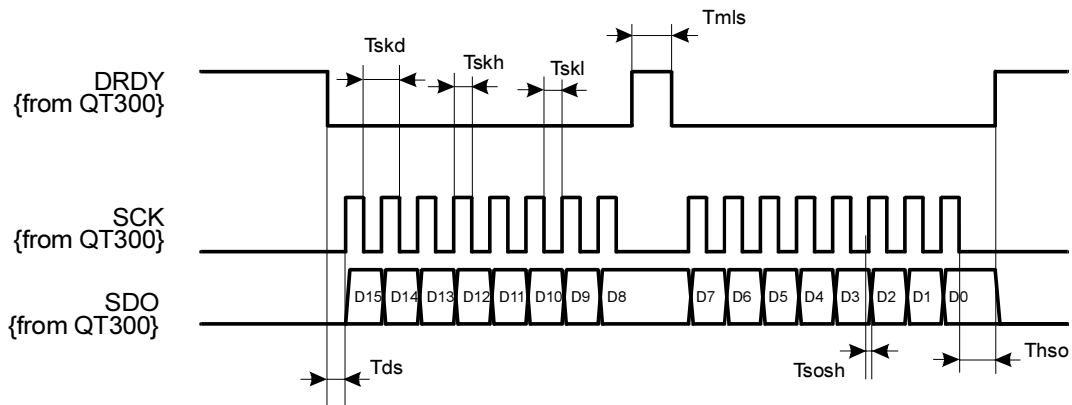 Tmls
Tskd
Tskh
Tskl
DRDY
{from QT300}
SCK
{from QT300}
D15 D14 D13 D12 D11 D10 D9 D8 D7 D6 D5 D4 D3 D2 D1 D0
SDO
{from QT300}
Tds
Tsosh
Thso